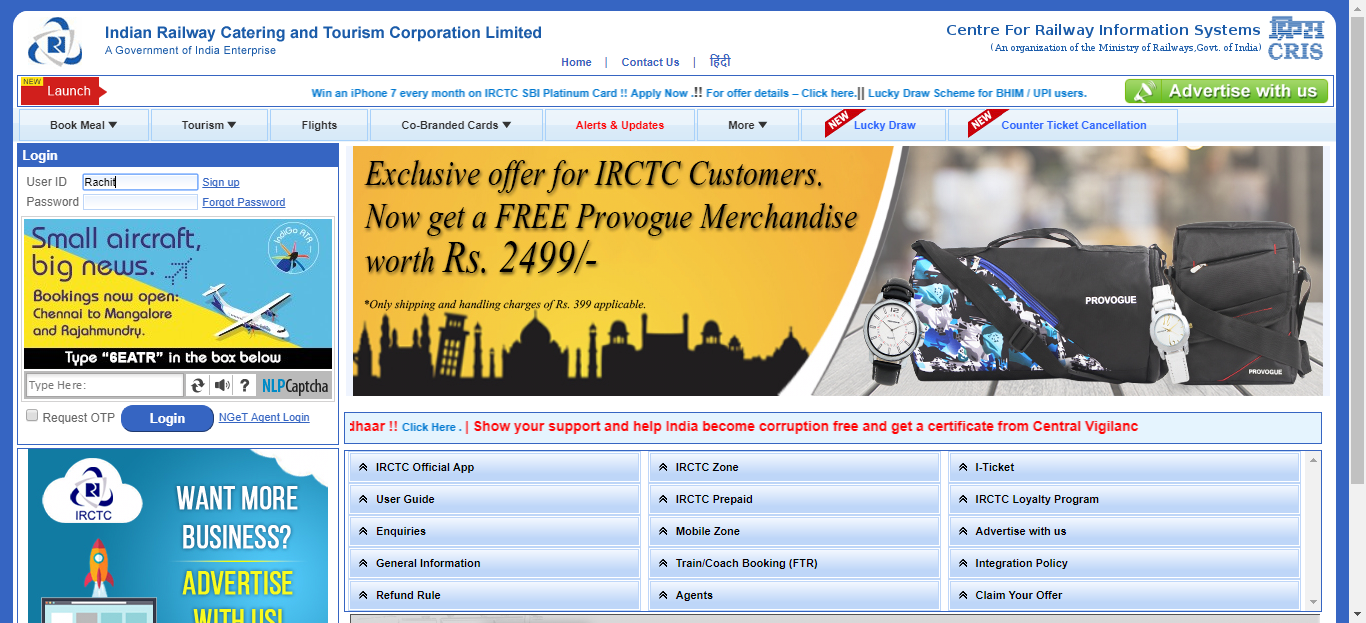 Indian Railway Catering and Tourism Corporation Limited
A Government of India Enterprise
Centre For Railway Information Systems
(An organization of the Ministry of Railways,Govt. of India)
CRIS
Home | Contact Us | हिंदी
NEW
Launch
Win an iPhone 7 every month on IRCTC SBI Platinum Card !! Apply Now .!! For offer details – Click here.|| Lucky Draw Scheme for BHIM / UPI users.
Advertise with us
Book Meal
Tourism
Flights
Co-Branded Cards
Alerts & Updates
More
NEW
Lucky Draw
NEW
Counter Ticket Cancellation
Login
User ID Rachit Sign up
Password Forgot Password
Small aircraft,
big news.
IndiGo ATR
Bookings now open:
Chennai to Mangalore
and Rajahmundry.
Type “6EATR” in the box below
Type Here: ? NLPCaptcha
Request OTP Login NGeT Agent Login
Exclusive offer for IRCTC Customers.
Now get a FREE Provogue Merchandise
worth Rs. 2499/-
*Only shipping and handling charges of Rs. 399 applicable.
PROVOGUE
PROVOGUE
dhaar !! Click Here . | Show your support and help India become corruption free and get a certificate from Central Vigilanc
IRCTC
WANT MORE
BUSINESS?
ADVERTISE
WITH US!
IRCTC Official App IRCTC Zone I-Ticket
User Guide IRCTC Prepaid IRCTC Loyalty Program
Enquiries Mobile Zone Advertise with us
General Information Train/Coach Booking (FTR) Integration Policy
Refund Rule Agents Claim Your Offer